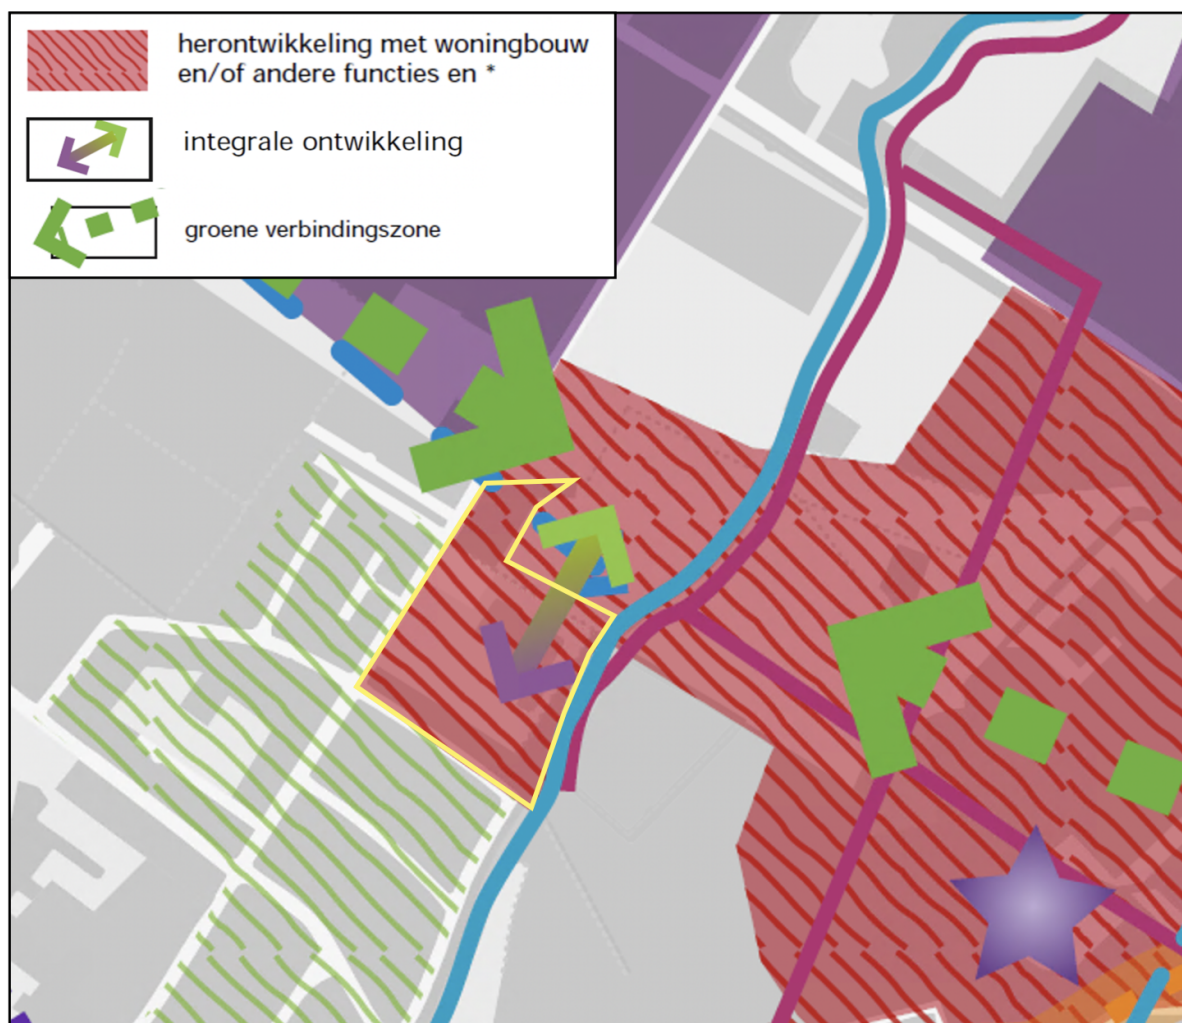 herontwikkeling met woningbouw
en/of andere functies en *
integrale ontwikkeling
groene verbindingszone